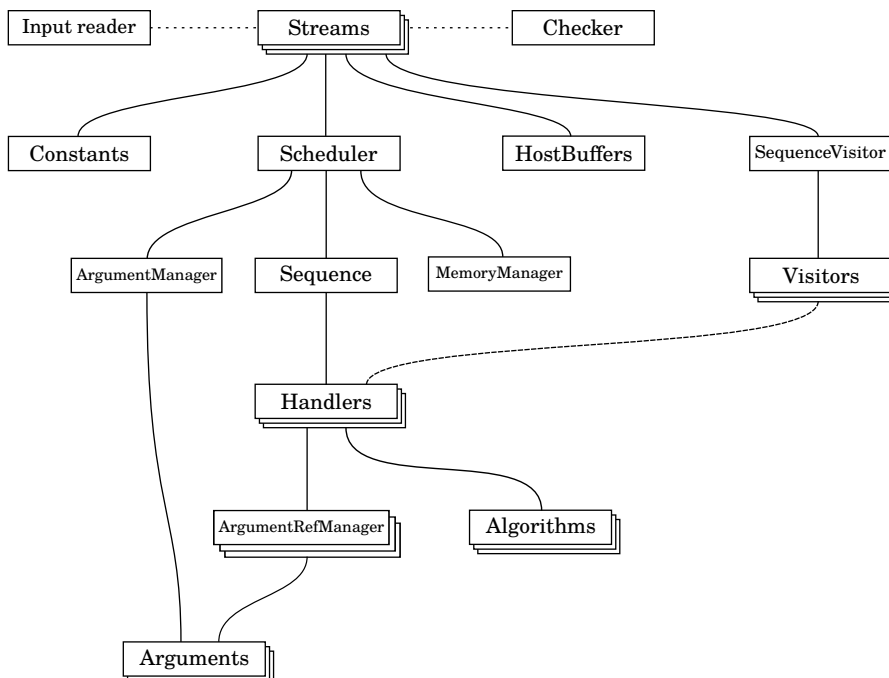 Input reader
Streams
Checker
Constants
Scheduler
HostBuffers
SequenceVisitor
ArgumentManager
Sequence
MemoryManager
Visitors
Handlers
ArgumentRefManager
Algorithms
Arguments